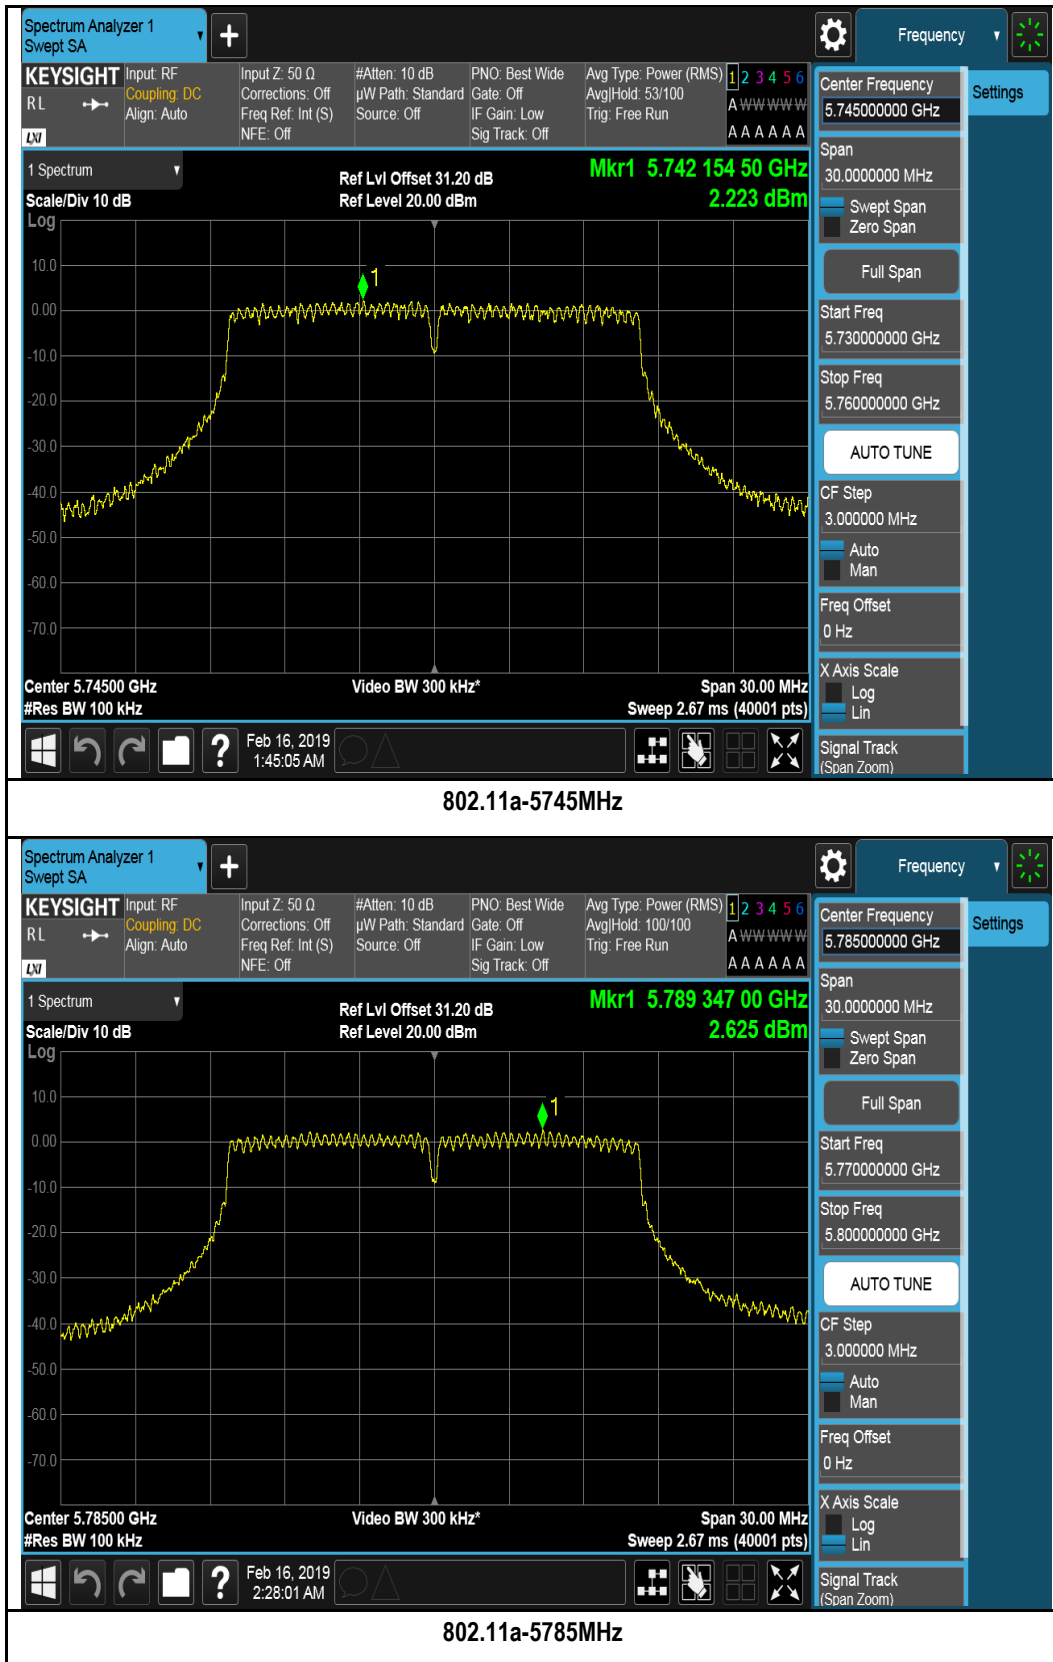 Spectrum Analyzer 1
Swept SA
+
Frequency
KEYSIGHT
R L
LXI
Input: RF
Coupling: DC
Align: Auto
Input Z: 50 Ω
Corrections: Off
Freq Ref: Int (S)
NFE: Off
#Atten: 10 dB
µW Path: Standard
Source: Off
PNO: Best Wide
Gate: Off
IF Gain: Low
Sig Track: Off
Avg Type: Power (RMS)
Avg|Hold: 53/100
Trig: Free Run
1 2 3 4 5 6
A W W W W W
A A A A A A
Center Frequency
5.745000000 GHz
Settings
Span
30.0000000 MHz
Swept Span
Zero Span
Full Span
Start Freq
5.730000000 GHz
Stop Freq
5.760000000 GHz
AUTO TUNE
CF Step
3.000000 MHz
Auto
Man
Freq Offset
0 Hz
X Axis Scale
Log
Lin
Signal Track
(Span Zoom)
1 Spectrum
Scale/Div 10 dB
Ref Lvl Offset 31.20 dB
Ref Level 20.00 dBm
Mkr1 5.742 154 50 GHz
2.223 dBm
Log
10.0
0.00
-10.0
-20.0
-30.0
-40.0
-50.0
-60.0
-70.0
1
Center 5.74500 GHz
#Res BW 100 kHz
Video BW 300 kHz*
Span 30.00 MHz
Sweep 2.67 ms (40001 pts)
?
Feb 16, 2019
1:45:05 AM
802.11a-5745MHz
Spectrum Analyzer 1
Swept SA
+
Frequency
KEYSIGHT
R L
LXI
Input: RF
Coupling: DC
Align: Auto
Input Z: 50 Ω
Corrections: Off
Freq Ref: Int (S)
NFE: Off
#Atten: 10 dB
µW Path: Standard
Source: Off
PNO: Best Wide
Gate: Off
IF Gain: Low
Sig Track: Off
Avg Type: Power (RMS)
Avg|Hold: 100/100
Trig: Free Run
1 2 3 4 5 6
A W W W W W
A A A A A A
Center Frequency
5.785000000 GHz
Settings
Span
30.0000000 MHz
Swept Span
Zero Span
Full Span
Start Freq
5.770000000 GHz
Stop Freq
5.800000000 GHz
AUTO TUNE
CF Step
3.000000 MHz
Auto
Man
Freq Offset
0 Hz
X Axis Scale
Log
Lin
Signal Track
(Span Zoom)
1 Spectrum
Scale/Div 10 dB
Ref Lvl Offset 31.20 dB
Ref Level 20.00 dBm
Mkr1 5.789 347 00 GHz
2.625 dBm
Log
10.0
0.00
-10.0
-20.0
-30.0
-40.0
-50.0
-60.0
-70.0
1
Center 5.78500 GHz
#Res BW 100 kHz
Video BW 300 kHz*
Span 30.00 MHz
Sweep 2.67 ms (40001 pts)
?
Feb 16, 2019
2:28:01 AM
802.11a-5785MHz